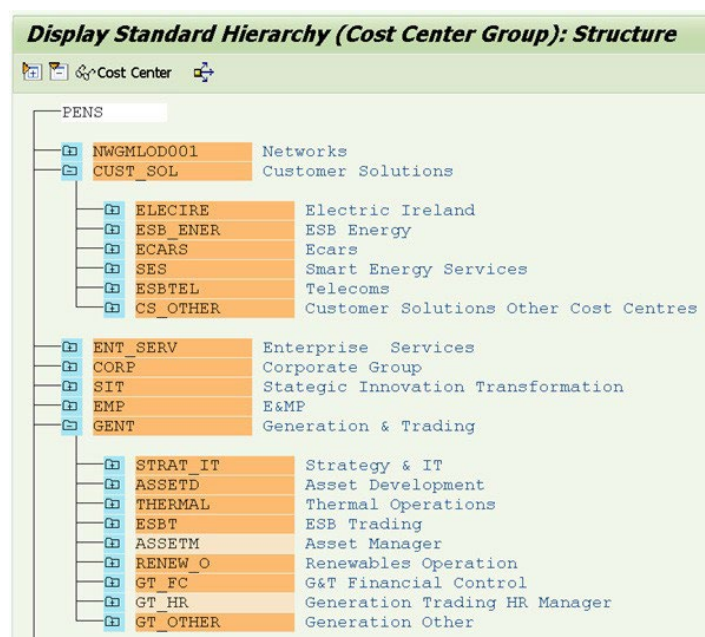 Display Standard Hierarchy (Cost Center Group): Structure
Cost Center
PENS
NWGMLOD001 Networks
CUST_SOL Customer Solutions
ELECIRE Electric Ireland
ESB_ENER ESB Energy
ECARS Ecars
SES Smart Energy Services
ESBTEL Telecoms
CS_OTHER Customer Solutions Other Cost Centres
ENT_SERV Enterprise Services
CORP Corporate Group
SIT Stategic Innovation Transformation
EMP E&MP
GENT Generation & Trading
STRAT_IT Strategy & IT
ASSETD Asset Development
THERMAL Thermal Operations
ESBT ESB Trading
ASSETM Asset Manager
RENEW_O Renewables Operation
GT_FC G&T Financial Control
GT_HR Generation Trading HR Manager
GT_OTHER Generation Other